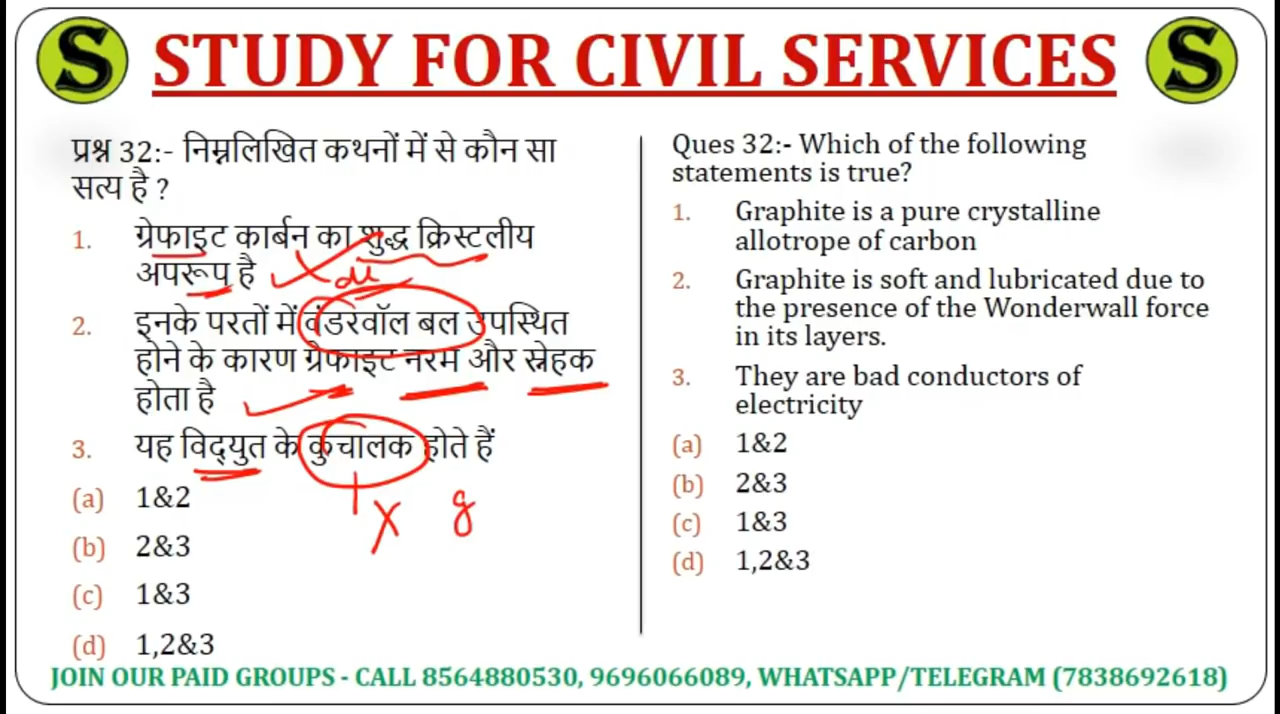 S STUDY FOR CIVIL SERVICES S
प्रश्न 32:- निम्नलिखित कथनों में से कौन सा
सत्य है ?
1. ग्रेफाइट कार्बन का शुद्ध क्रिस्टलीय
अपरूप है
2. इनके परतों में वंडरवॉल बल उपस्थित
होने के कारण ग्रेफाइट नरम और स्नेहक
होता है
3. यह विद्युत के कुचालक होते हैं
(a) 1&2
(b) 2&3
(c) 1&3
(d) 1,2&3
Ques 32:- Which of the following
statements is true?
1. Graphite is a pure crystalline
allotrope of carbon
2. Graphite is soft and lubricated due to
the presence of the Wonderwall force
in its layers.
3. They are bad conductors of
electricity
(a) 1&2
(b) 2&3
(c) 1&3
(d) 1,2&3
JOIN OUR PAID GROUPS - CALL 8564880530, 9696066089, WHATSAPP/TELEGRAM (7838692618)